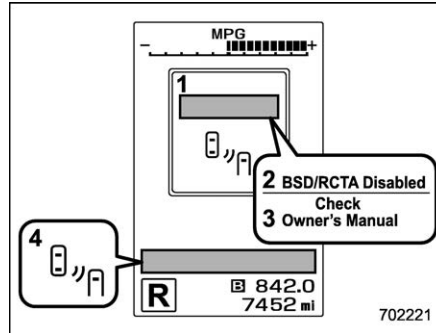 MPG
- +
1
2 BSD/RCTA Disabled
Check
3 Owner's Manual
4
R
B 842.0
7452 mi
702221